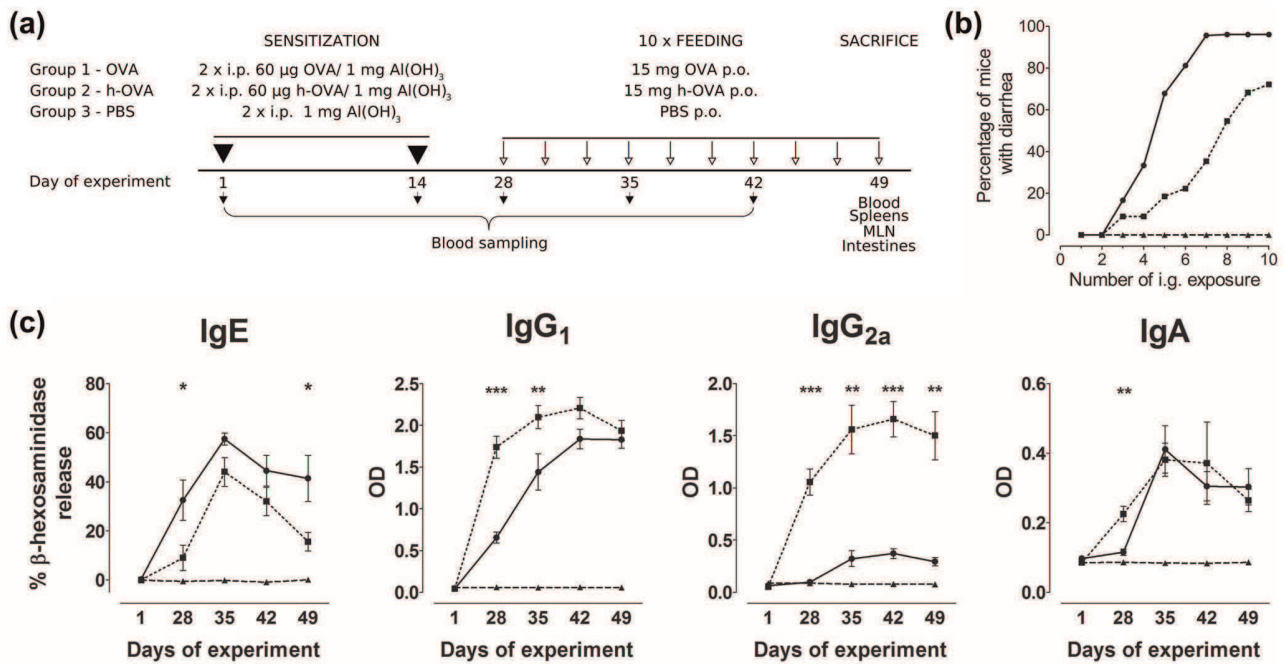 (a)
SENSITIZATION 10 x FEEDING SACRIFICE
Group 1 - OVA 2 x i.p. 60 µg OVA/ 1 mg Al(OH)₃ 15 mg OVA p.o.
Group 2 - h-OVA 2 x i.p. 60 µg h-OVA/ 1 mg Al(OH)₃ 15 mg h-OVA p.o.
Group 3 - PBS 2 x i.p. 1 mg Al(OH)₃ PBS p.o.
Day of experiment 1 14 28 35 42 49
Blood sampling
Blood
Spleens
MLN
Intestines
(b)
Percentage of mice
with diarrhea
100
80
60
40
20
0
0 2 4 6 8 10
Number of i.g. exposure
(c)
IgE
% β-hexosaminidase
release
80
60
40
20
0
* *
1 28 35 42 49
Days of experiment
IgG₁
OD
2.5
2.0
1.5
1.0
0.5
0.0
*** **
1 28 35 42 49
Days of experiment
IgG₂ₐ
OD
2.0
1.5
1.0
0.5
0.0
*** ** *** **
1 28 35 42 49
Days of experiment
IgA
OD
0.6
0.4
0.2
0.0
**
1 28 35 42 49
Days of experiment